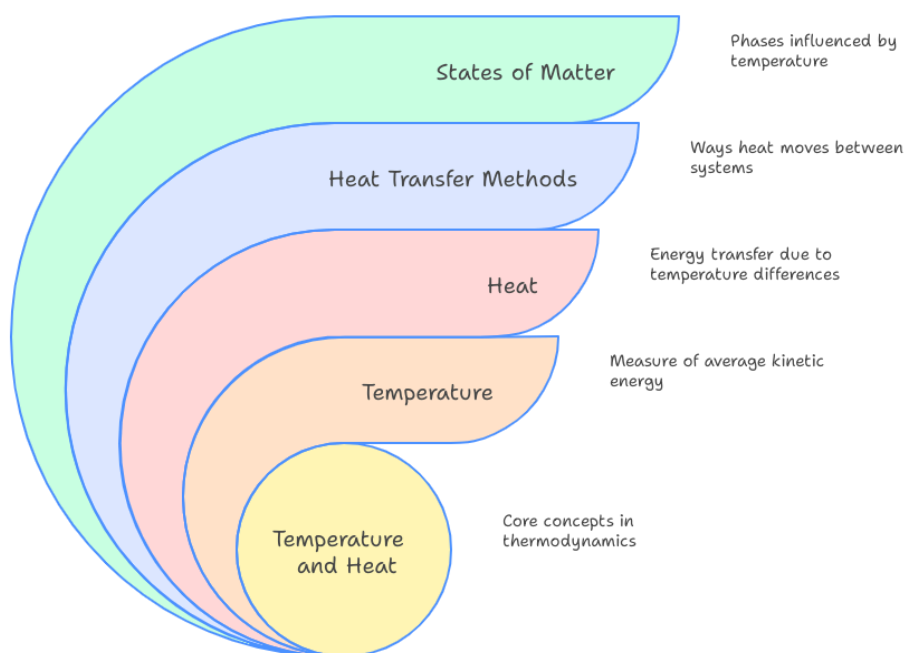 States of Matter
Phases influenced by
temperature
Heat Transfer Methods
Ways heat moves between
systems
Heat
Energy transfer due to
temperature differences
Temperature
Measure of average kinetic
energy
Temperature
and Heat
Core concepts in
thermodynamics